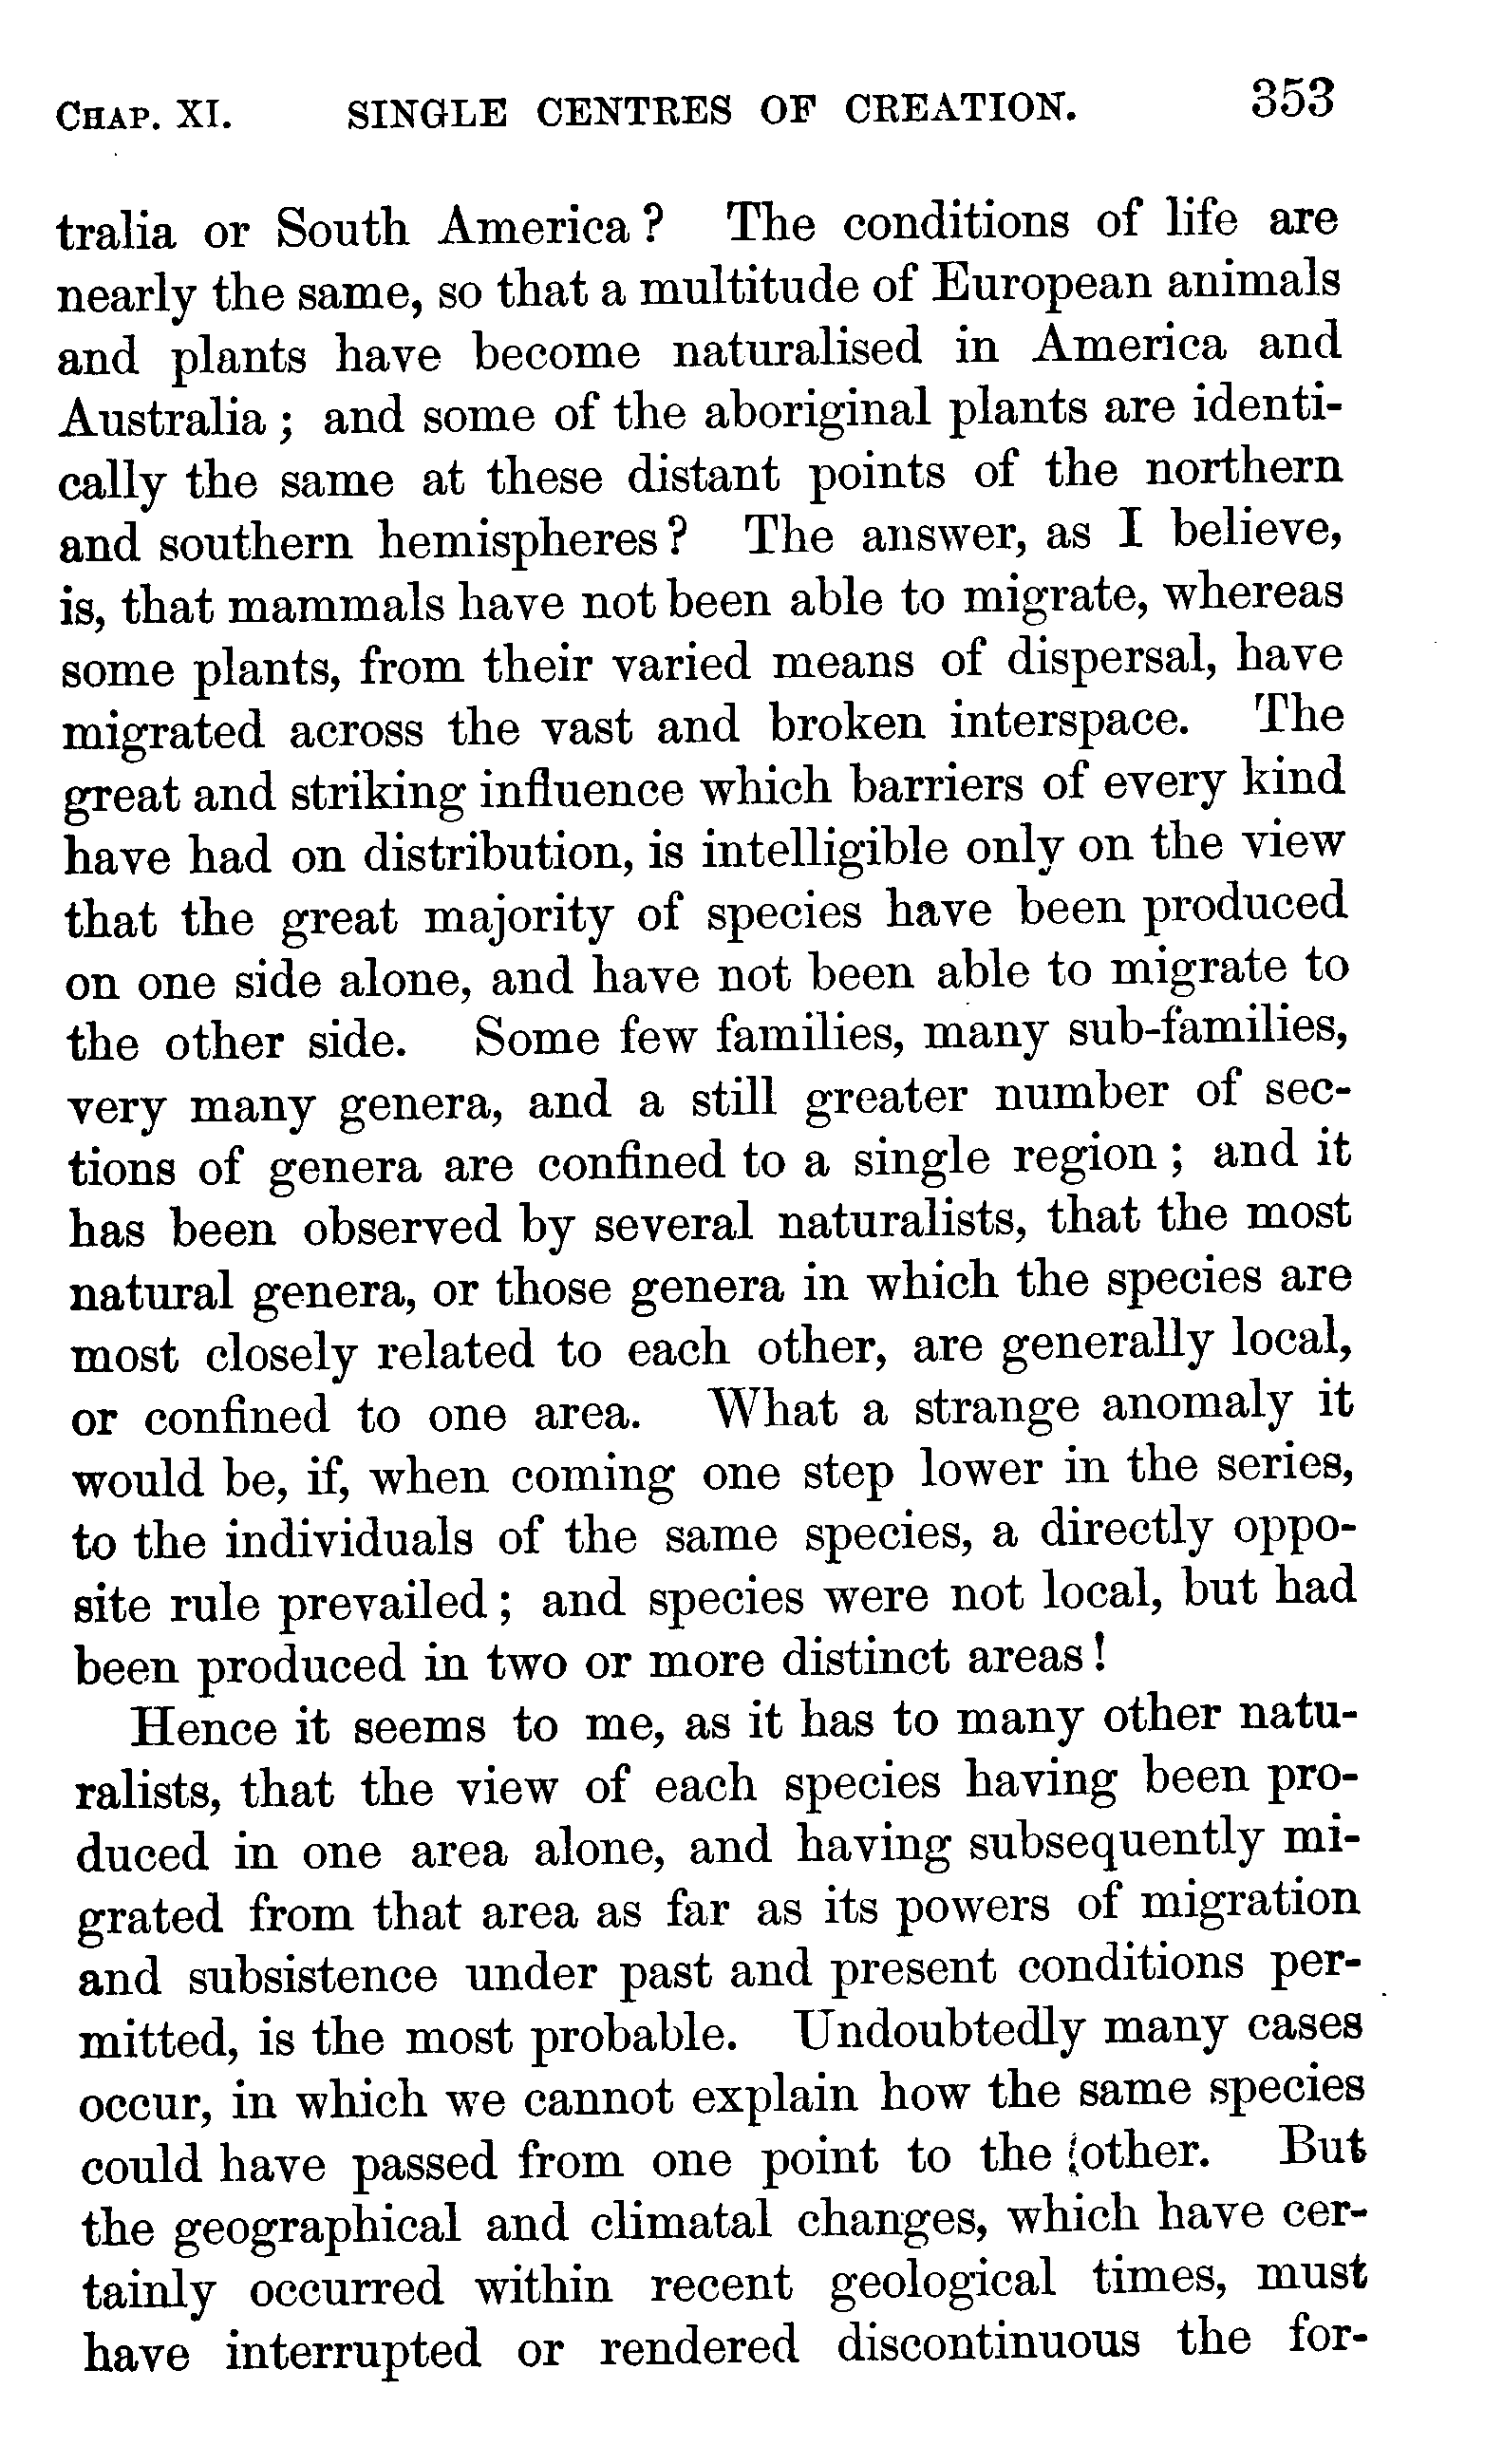 CHAP. XI. SINGLE CENTRES OF CREATION. 353
tralia or South America? The conditions of life are
nearly the same, so that a multitude of European animals
and plants have become naturalised in America and
Australia; and some of the aboriginal plants are identi-
cally the same at these distant points of the northern
and southern hemispheres? The answer, as I believe,
is, that mammals have not been able to migrate, whereas
some plants, from their varied means of dispersal, have
migrated across the vast and broken interspace. The
great and striking influence which barriers of every kind
have had on distribution, is intelligible only on the view
that the great majority of species have been produced
on one side alone, and have not been able to migrate to
the other side. Some few families, many sub-families,
very many genera, and a still greater number of sec-
tions of genera are confined to a single region; and it
has been observed by several naturalists, that the most
natural genera, or those genera in which the species are
most closely related to each other, are generally local,
or confined to one area. What a strange anomaly it
would be, if, when coming one step lower in the series,
to the individuals of the same species, a directly oppo-
site rule prevailed; and species were not local, but had
been produced in two or more distinct areas!
Hence it seems to me, as it has to many other natu-
ralists, that the view of each species having been pro-
duced in one area alone, and having subsequently mi-
grated from that area as far as its powers of migration
and subsistence under past and present conditions per-
mitted, is the most probable. Undoubtedly many cases
occur, in which we cannot explain how the same species
could have passed from one point to the other. But
the geographical and climatal changes, which have cer-
tainly occurred within recent geological times, must
have interrupted or rendered discontinuous the for-